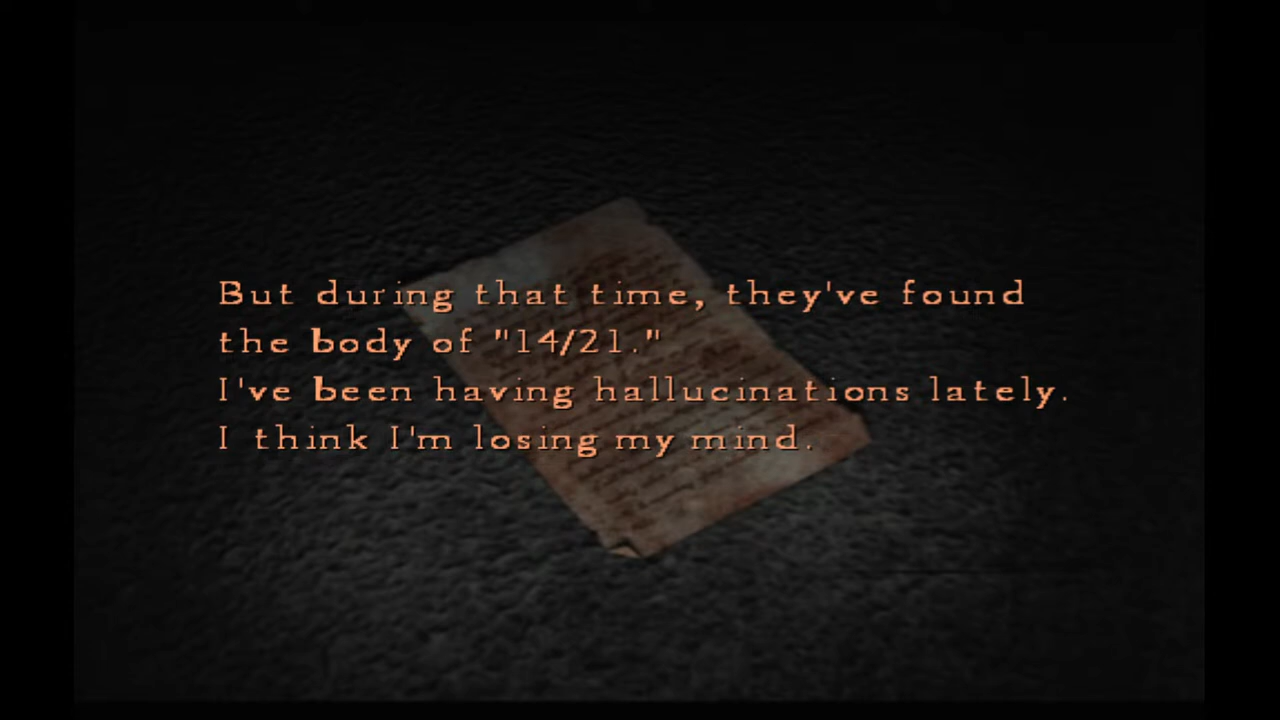 But during that time, they've found
the body of "14/21."
I've been having hallucinations lately.
I think I'm losing my mind.